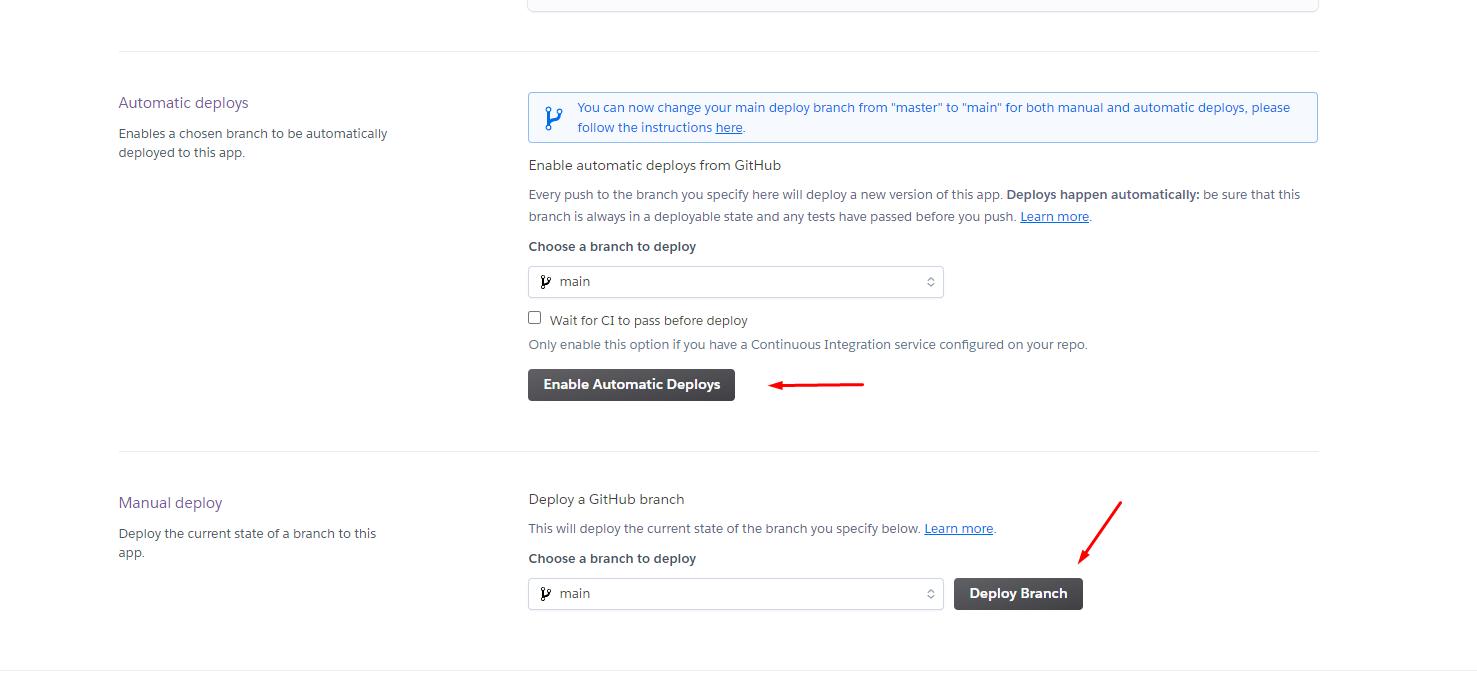 Automatic deploys
Enables a chosen branch to be automatically
deployed to this app.
You can now change your main deploy branch from "master" to "main" for both manual and automatic deploys, please
follow the instructions here.
Enable automatic deploys from GitHub
Every push to the branch you specify here will deploy a new version of this app. Deploys happen automatically: be sure that this
branch is always in a deployable state and any tests have passed before you push. Learn more.
Choose a branch to deploy
main
Wait for CI to pass before deploy
Only enable this option if you have a Continuous Integration service configured on your repo.
Enable Automatic Deploys
Manual deploy
Deploy the current state of a branch to this
app.
Deploy a GitHub branch
This will deploy the current state of the branch you specify below. Learn more.
Choose a branch to deploy
main
Deploy Branch